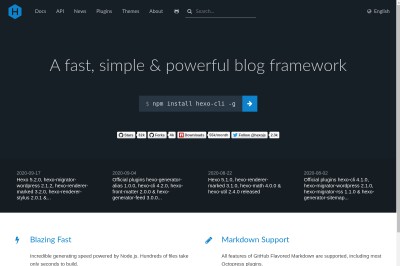 Docs API News Plugins Themes About Search... English
A fast, simple & powerful blog framework
$ npm install hexo-cli -g
2020-09-17
Hexo 5.2.0, hexo-migrator-
wordpress 2.1.2, hexo-renderer-
marked 3.2.0, hexo-renderer-
stylus 2.0.1 &...
2020-09-04
Official plugins hexo-generator-
alias 1.0.0, hexo-cli 4.2.0, hexo-
front-matter 2.0.0 & hexo-
generator-feed 3.0.0...
2020-08-22
Hexo 5.1.0, hexo-renderer-
marked 3.1.0, hexo-math 4.0.0 &
hexo-util 2.4.0 released
Official plugins hexo-cli 4.1.0,
hexo-migrator-wordpress 2.1.0,
hexo-migrator-rss 1.1.0 & hexo-
generator-sitemap...
Blazing Fast
Incredible generating speed powered by Node.js. Hundreds of files take
only seconds to build.
Markdown Support
All features of GitHub Flavored Markdown are supported, including most
Octopress plugins.